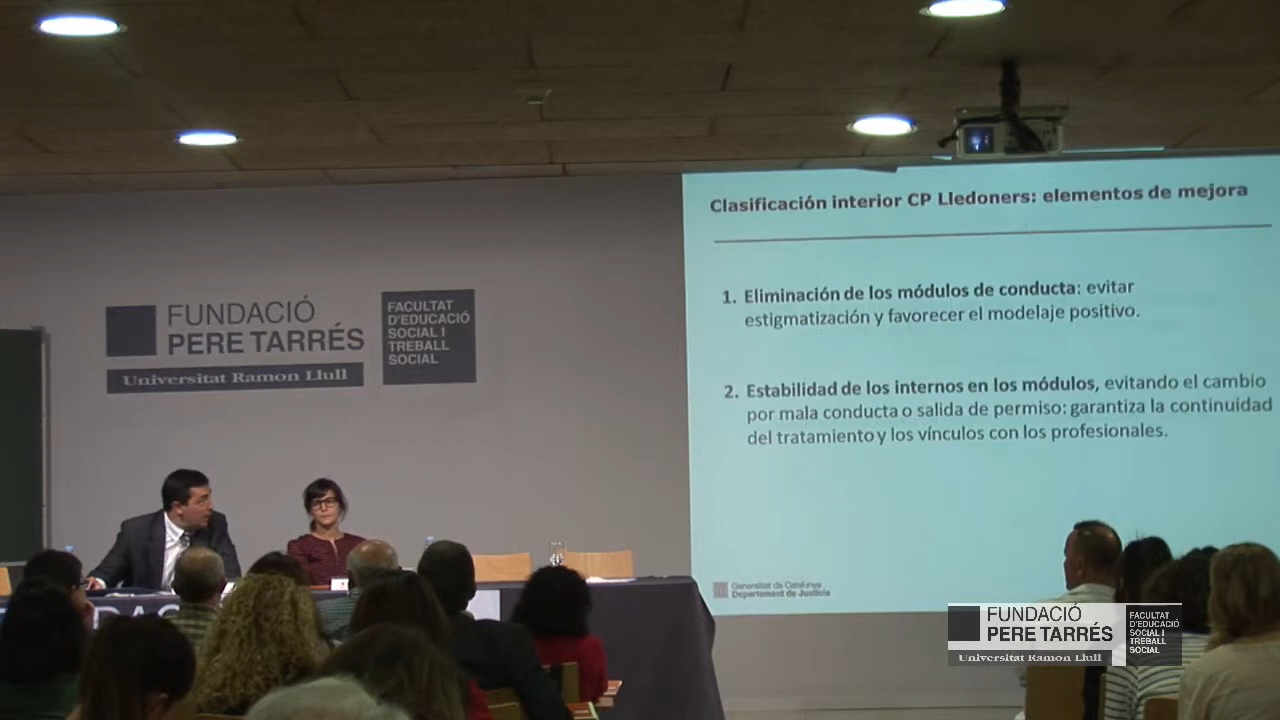 Clasificación interior CP Lledoners: elementos de mejora
1. Eliminación de los módulos de conducta: evitar
estigmatización y favorecer el modelaje positivo.
2. Estabilidad de los internos en los módulos, evitando el cambio
por mala conducta o salida de permiso: garantiza la continuidad
del tratamiento y los vínculos con los profesionales.
Generalitat de Catalunya
Departament de Justícia
FUNDACIÓ
PERE TARRÉS
Universitat Ramon Llull
FACULTAT
D'EDUCACIÓ
SOCIAL I
TREBALL
SOCIAL
FUNDACIÓ
PERE TARRÉS
Universitat Ramon Llull
FACULTAT
D'EDUCACIÓ
SOCIAL I
TREBALL
SOCIAL